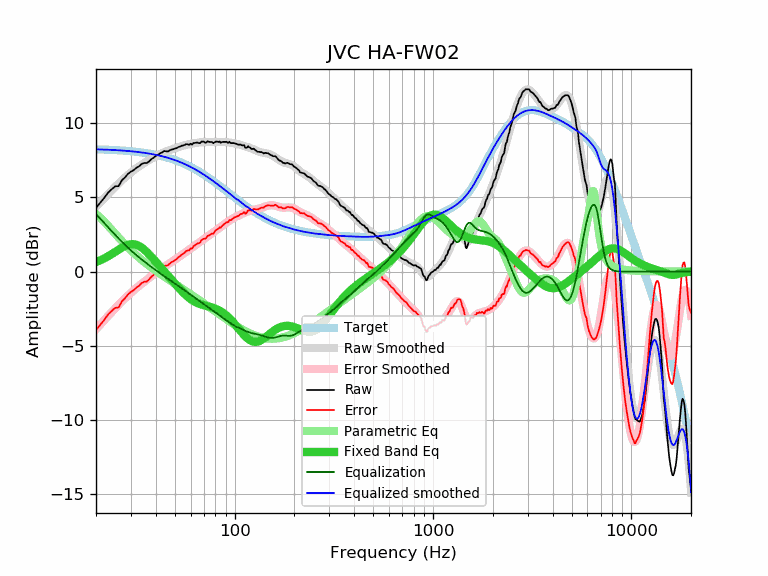 JVC HA-FW02
Amplitude (dBr)
10
5
0
−5
−10
−15
Target
Raw Smoothed
Error Smoothed
Raw
Error
Parametric Eq
Fixed Band Eq
Equalization
Equalized smoothed
100
1000
10000
Frequency (Hz)